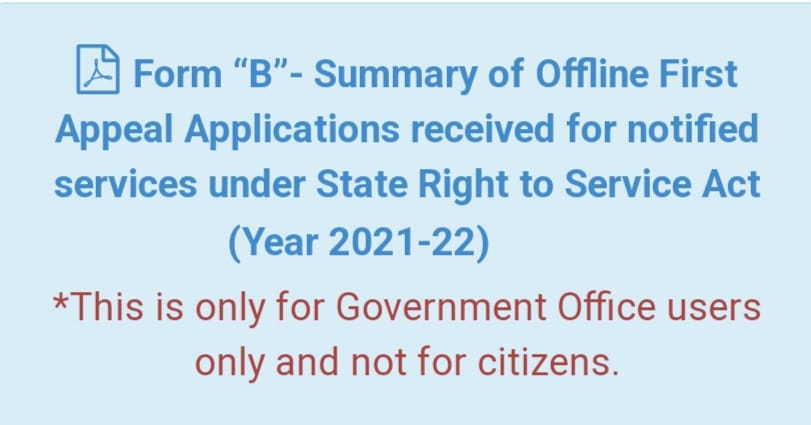 Form “B”- Summary of Offline First
Appeal Applications received for notified
services under State Right to Service Act
(Year 2021-22)
*This is only for Government Office users
only and not for citizens.